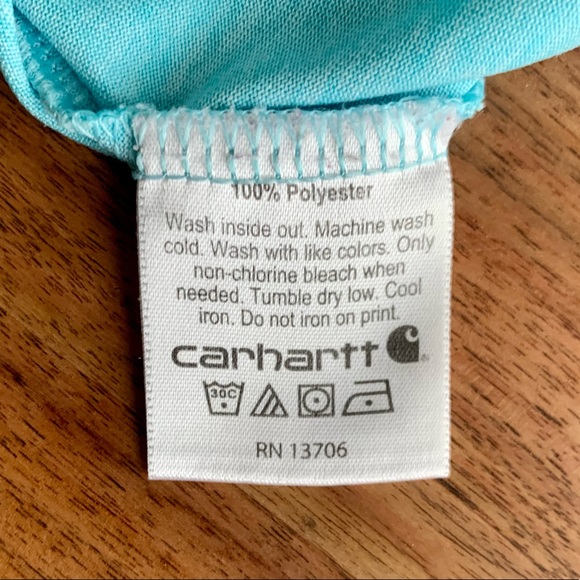 100% Polyester
Wash inside out. Machine wash
cold. Wash with like colors. Only
non-chlorine bleach when
needed. Tumble dry low. Cool
iron. Do not iron on print.
carhartt
30C
RN 13706